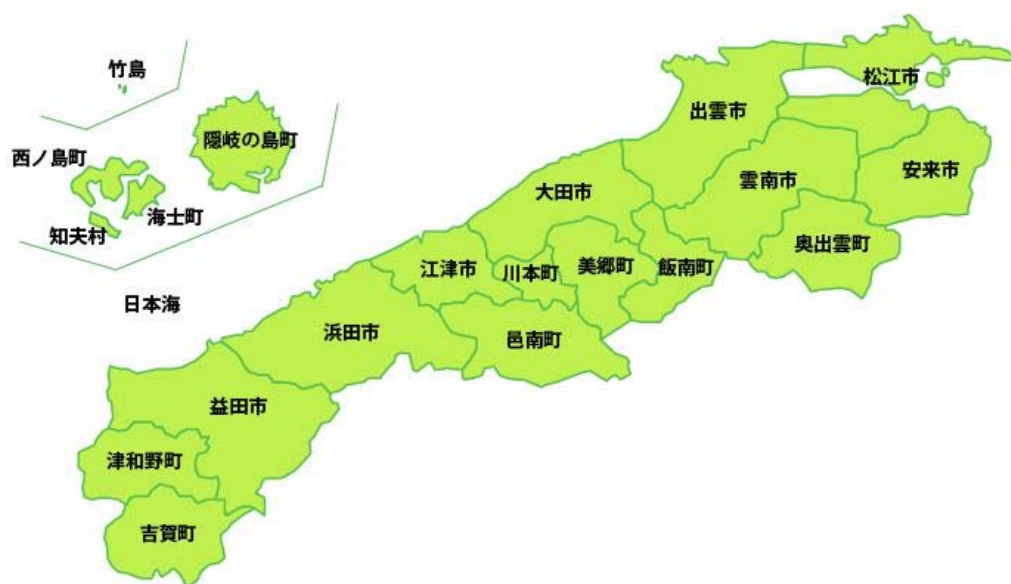 竹島
松江市
出雲市
隠岐の島町
西ノ島町
安来市
雲南市
大田市
海士町
知夫村
奥出雲町
江津市
川本町
美郷町
飯南町
日本海
浜田市
邑南町
益田市
津和野町
吉賀町